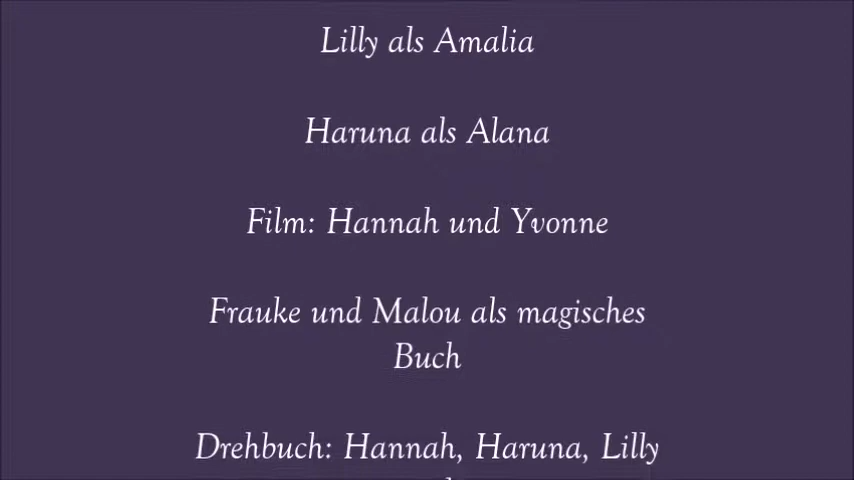 Lilly als Amalia
Haruna als Alana
Film: Hannah und Yvonne
Frauke und Malou als magisches
Buch
Drehbuch: Hannah, Haruna, Lilly